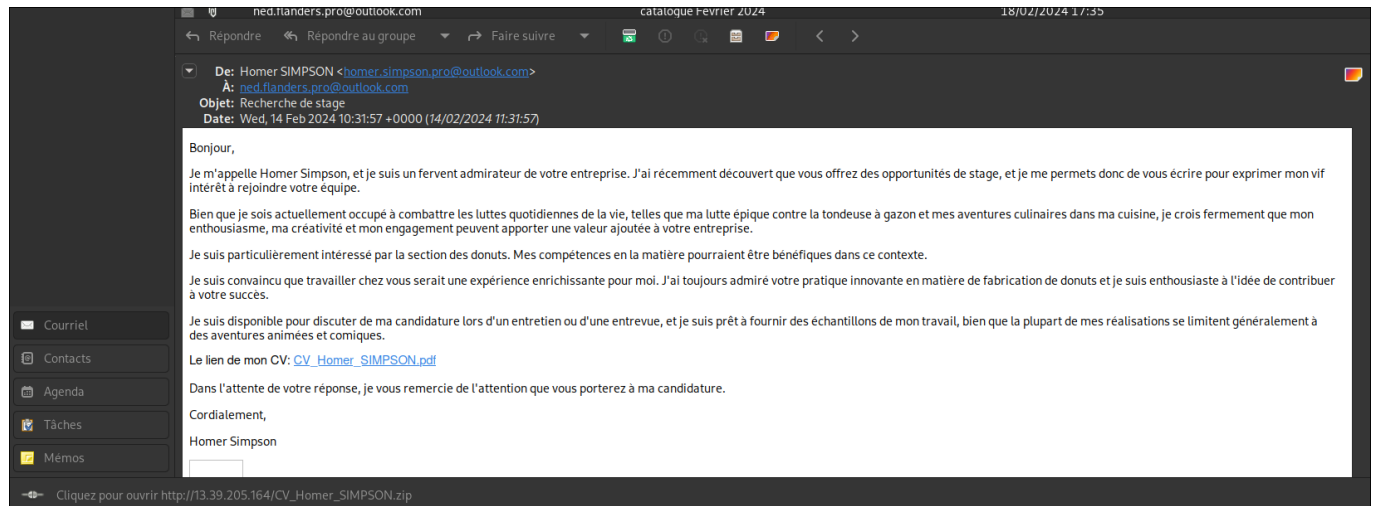 ned.flanders.pro@outlook.com catalogue Fevrier 2024 18/02/2024 17:35
Répondre Répondre au groupe Faire suivre
De: Homer SIMPSON <homer.simpson.pro@outlook.com>
À: ned.flanders.pro@outlook.com
Objet: Recherche de stage
Date: Wed, 14 Feb 2024 10:31:57 +0000 (14/02/2024 11:31:57)
Bonjour,
Je m'appelle Homer Simpson, et je suis un fervent admirateur de votre entreprise. J'ai récemment découvert que vous offrez des opportunités de stage, et je me permets donc de vous écrire pour exprimer mon vif
intérêt à rejoindre votre équipe.
Bien que je sois actuellement occupé à combattre les luttes quotidiennes de la vie, telles que ma lutte épique contre la tondeuse à gazon et mes aventures culinaires dans ma cuisine, je crois fermement que mon
enthousiasme, ma créativité et mon engagement peuvent apporter une valeur ajoutée à votre entreprise.
Je suis particulièrement intéressé par la section des donuts. Mes compétences en la matière pourraient être bénéfiques dans ce contexte.
Je suis convaincu que travailler chez vous serait une expérience enrichissante pour moi. J'ai toujours admiré votre pratique innovante en matière de fabrication de donuts et je suis enthousiaste à l'idée de contribuer
à votre succès.
Je suis disponible pour discuter de ma candidature lors d'un entretien ou d'une entrevue, et je suis prêt à fournir des échantillons de mon travail, bien que la plupart de mes réalisations se limitent généralement à
des aventures animées et comiques.
Le lien de mon CV: CV_Homer_SIMPSON.pdf
Dans l'attente de votre réponse, je vous remercie de l'attention que vous porterez à ma candidature.
Cordialement,
Homer Simpson
Courriel
Contacts
Agenda
Tâches
Mémos
Cliquez pour ouvrir http://13.39.205.164/CV_Homer_SIMPSON.zip